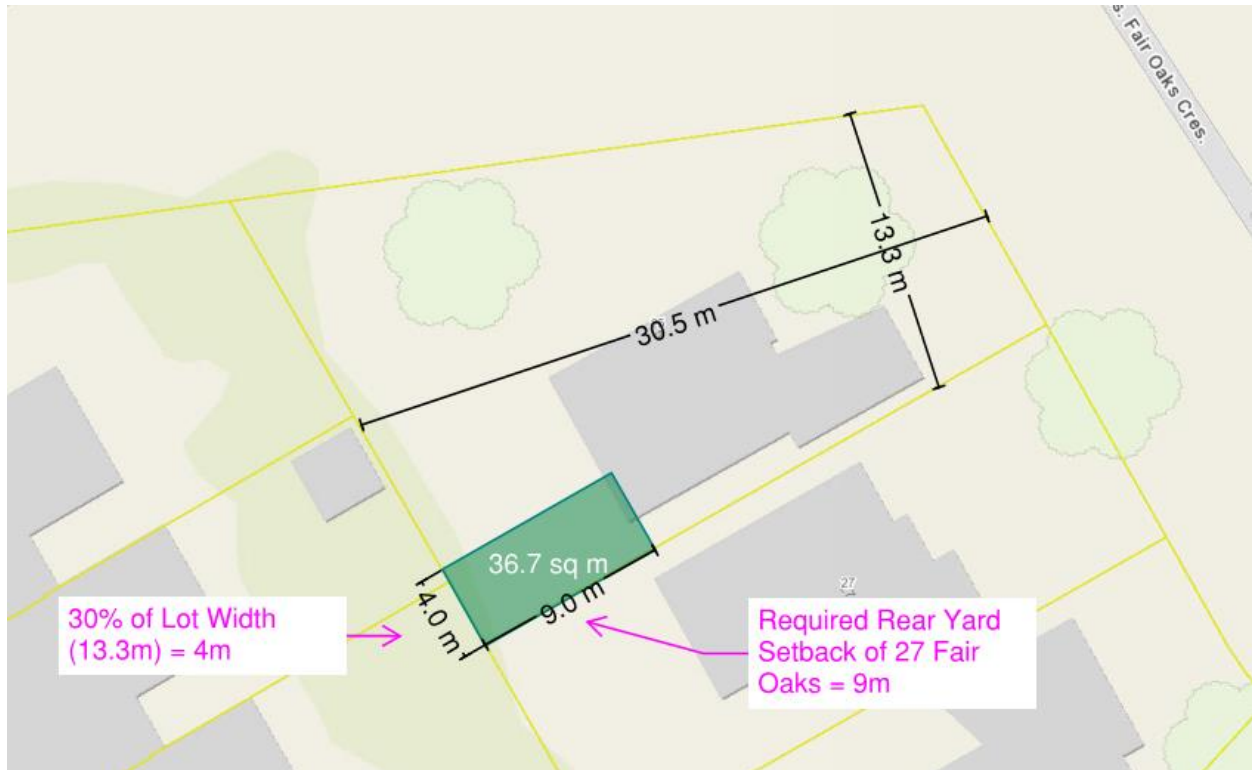 s. Fair Oaks Cres.
13.3 m
30.5 m
36.7 sq m
9.0 m
4.0 m
27
30% of Lot Width
(13.3m) = 4m
Required Rear Yard
Setback of 27 Fair
Oaks = 9m